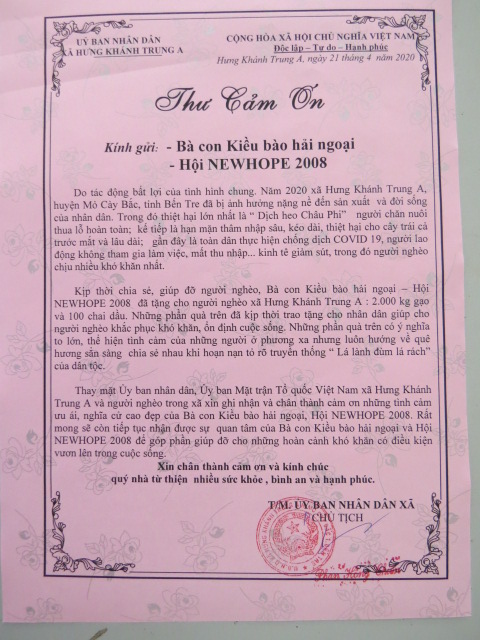 ỦY BAN NHÂN DÂN
XÃ HƯNG KHÁNH TRUNG A
CỘNG HÒA XÃ HỘI CHỦ NGHĨA VIỆT NAM
Độc lập – Tự do – Hạnh phúc
Hưng Khánh Trung A, ngày 21 tháng 4 năm 2020
Thư Cảm Ơn
Kính gửi: - Bà con Kiều bào hải ngoại
- Hội NEWHOPE 2008
Do tác động bất lợi của tình hình chung. Năm 2020 xã Hưng Khánh Trung A,
huyện Mỏ Cày Bắc, tỉnh Bến Tre đã bị ảnh hưởng nặng nề đến sản xuất và đời sống
của nhân dân. Trong đó thiệt hại lớn nhất là “ Dịch heo Châu Phi” người chăn nuôi
thua lỗ hoàn toàn; kế tiếp là hạn mặn thâm nhập sâu, kéo dài, thiệt hại cho cây trái cả
trước mắt và lâu dài; gần đây là toàn dân thực hiện chống dịch COVID 19, người lao
động không tham gia làm việc, mất thu nhập... kinh tế giảm sút, trong đó người nghèo
chịu nhiều khó khăn nhất.
Kịp thời chia sẻ, giúp đỡ người nghèo, Bà con Kiều bào hải ngoại – Hội
NEWHOPE 2008 đã tặng cho người nghèo xã Hưng Khánh Trung A : 2.000 kg gạo
và 100 chai dầu. Những phần quà trên đã kịp thời trao tặng cho nhân dân giúp cho
người nghèo khắc phục khó khăn, ổn định cuộc sống. Những phần quà trên có ý nghĩa
to lớn, thể hiện tình cảm của những người ở phương xa nhưng luôn hướng về quê
hương sẵn sàng chia sẻ nhau khi hoạn nạn tỏ rõ truyền thống “ Lá lành đùm lá rách”
của dân tộc.
Thay mặt Ủy ban nhân dân, Ủy ban Mặt trận Tổ quốc Việt Nam xã Hưng Khánh
Trung A và người nghèo trong xã xin ghi nhận và chân thành cảm ơn những tình cảm
ưu ái, nghĩa cử cao đẹp của Bà con Kiều bào hải ngoại, Hội NEWHOPE 2008. Rất
mong sẽ còn tiếp tục nhận được sự quan tâm của Bà con Kiều bào hải ngoại và Hội
NEWHOPE 2008 để góp phần giúp đỡ cho những hoàn cảnh khó khăn có điều kiện
vươn lên trong cuộc sống.
Xin chân thành cảm ơn và kính chúc
quý nhà từ thiện nhiều sức khỏe , bình an và hạnh phúc.
T/M. ỦY BAN NHÂN DÂN XÃ
CHỦ TỊCH